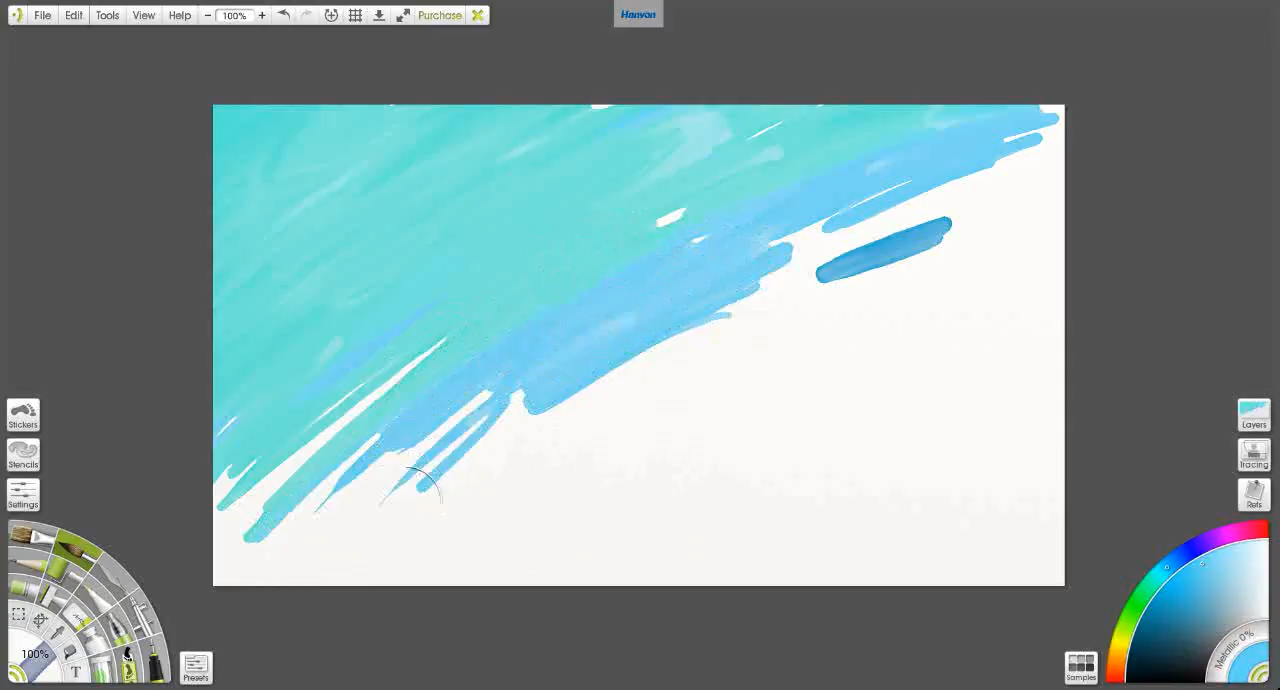 File Edit Tools View Help − 100% + Purchase
Hanvon
Stickers
Layers
Stencils
Tracing
Settings
Refs
100%
T
Metallic 0%
Presets
Samples